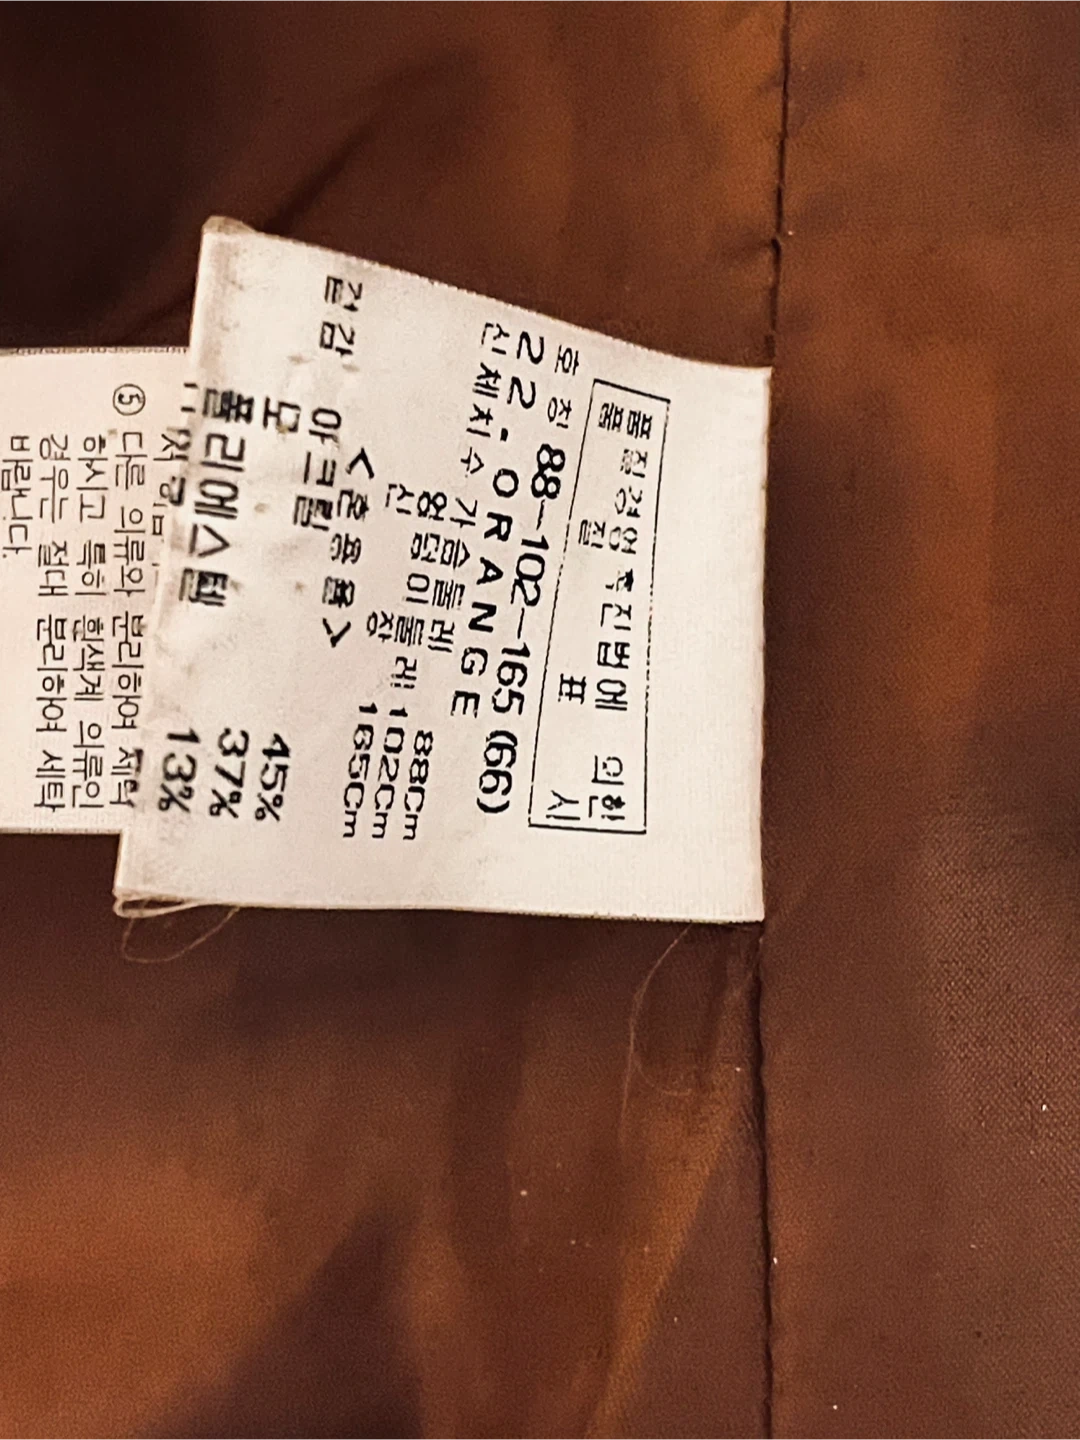 품질경영촉진법에 의한
품 질 표 시
호칭 88-102-165(66)
22.ORANGE
신체치수 가슴둘레 88Cm
엉덩이둘레 102Cm
신 장 165Cm
겉감 <혼용율>
아크릴 45%
모 37%
폴리에스텔 13%
⑤ 다른 의류와 분리하여 세탁
하시고 특히 흰색계 의류인
경우는 절대 분리하여 세탁
바랍니다.